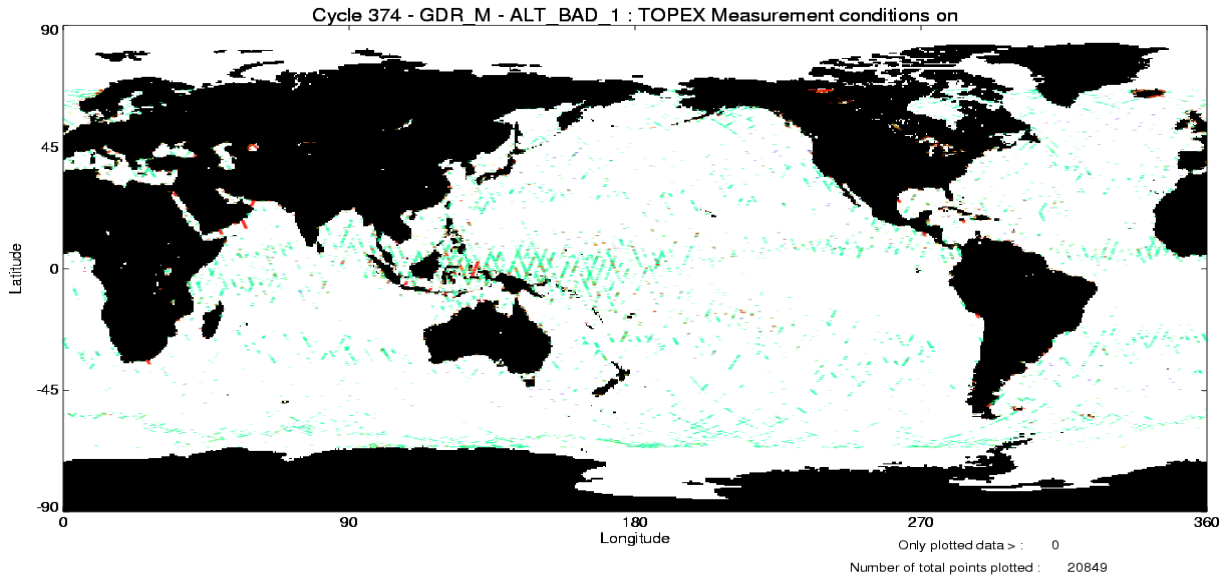 Cycle 374 - GDR_M - ALT_BAD_1 : TOPEX Measurement conditions on
90
45
0
-45
-90
Latitude
0 90 180 270 360
Longitude
Only plotted data > : 0
Number of total points plotted : 20849